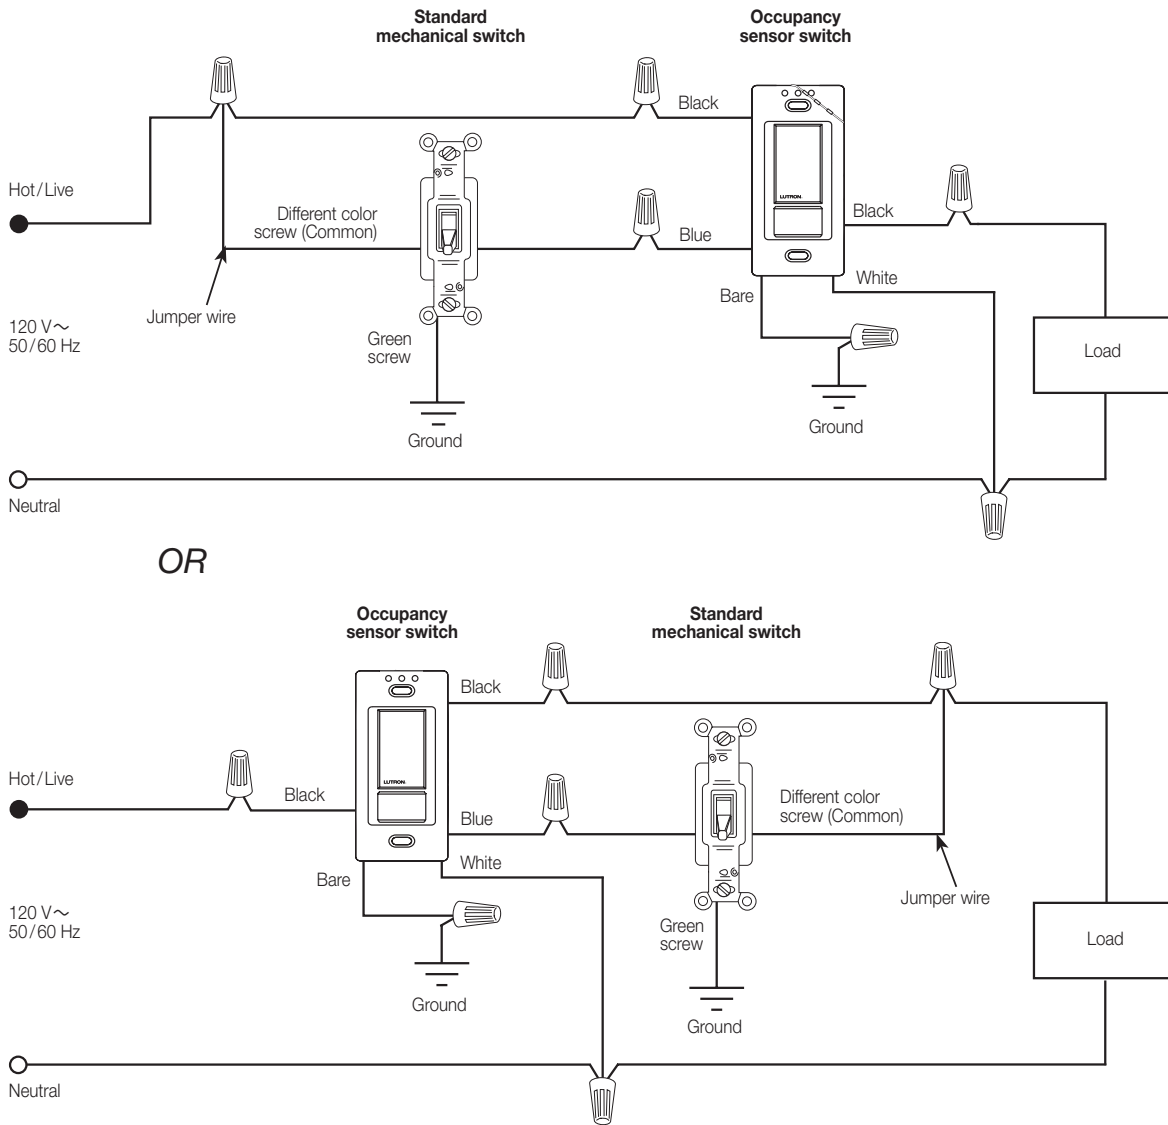 Standard
mechanical switch
Occupancy
sensor switch
Black
Hot/Live
Different color
screw (Common)
Blue
LUTRON.
Black
White
Bare
Jumper wire
120 V~
50/60 Hz
Green
screw
Load
Ground
Ground
Neutral
OR
Occupancy
sensor switch
Standard
mechanical switch
Black
Hot/Live
Black
LUTRON.
Blue
Different color
screw (Common)
White
Bare
Jumper wire
120 V~
50/60 Hz
Green
screw
Load
Ground
Ground
Neutral